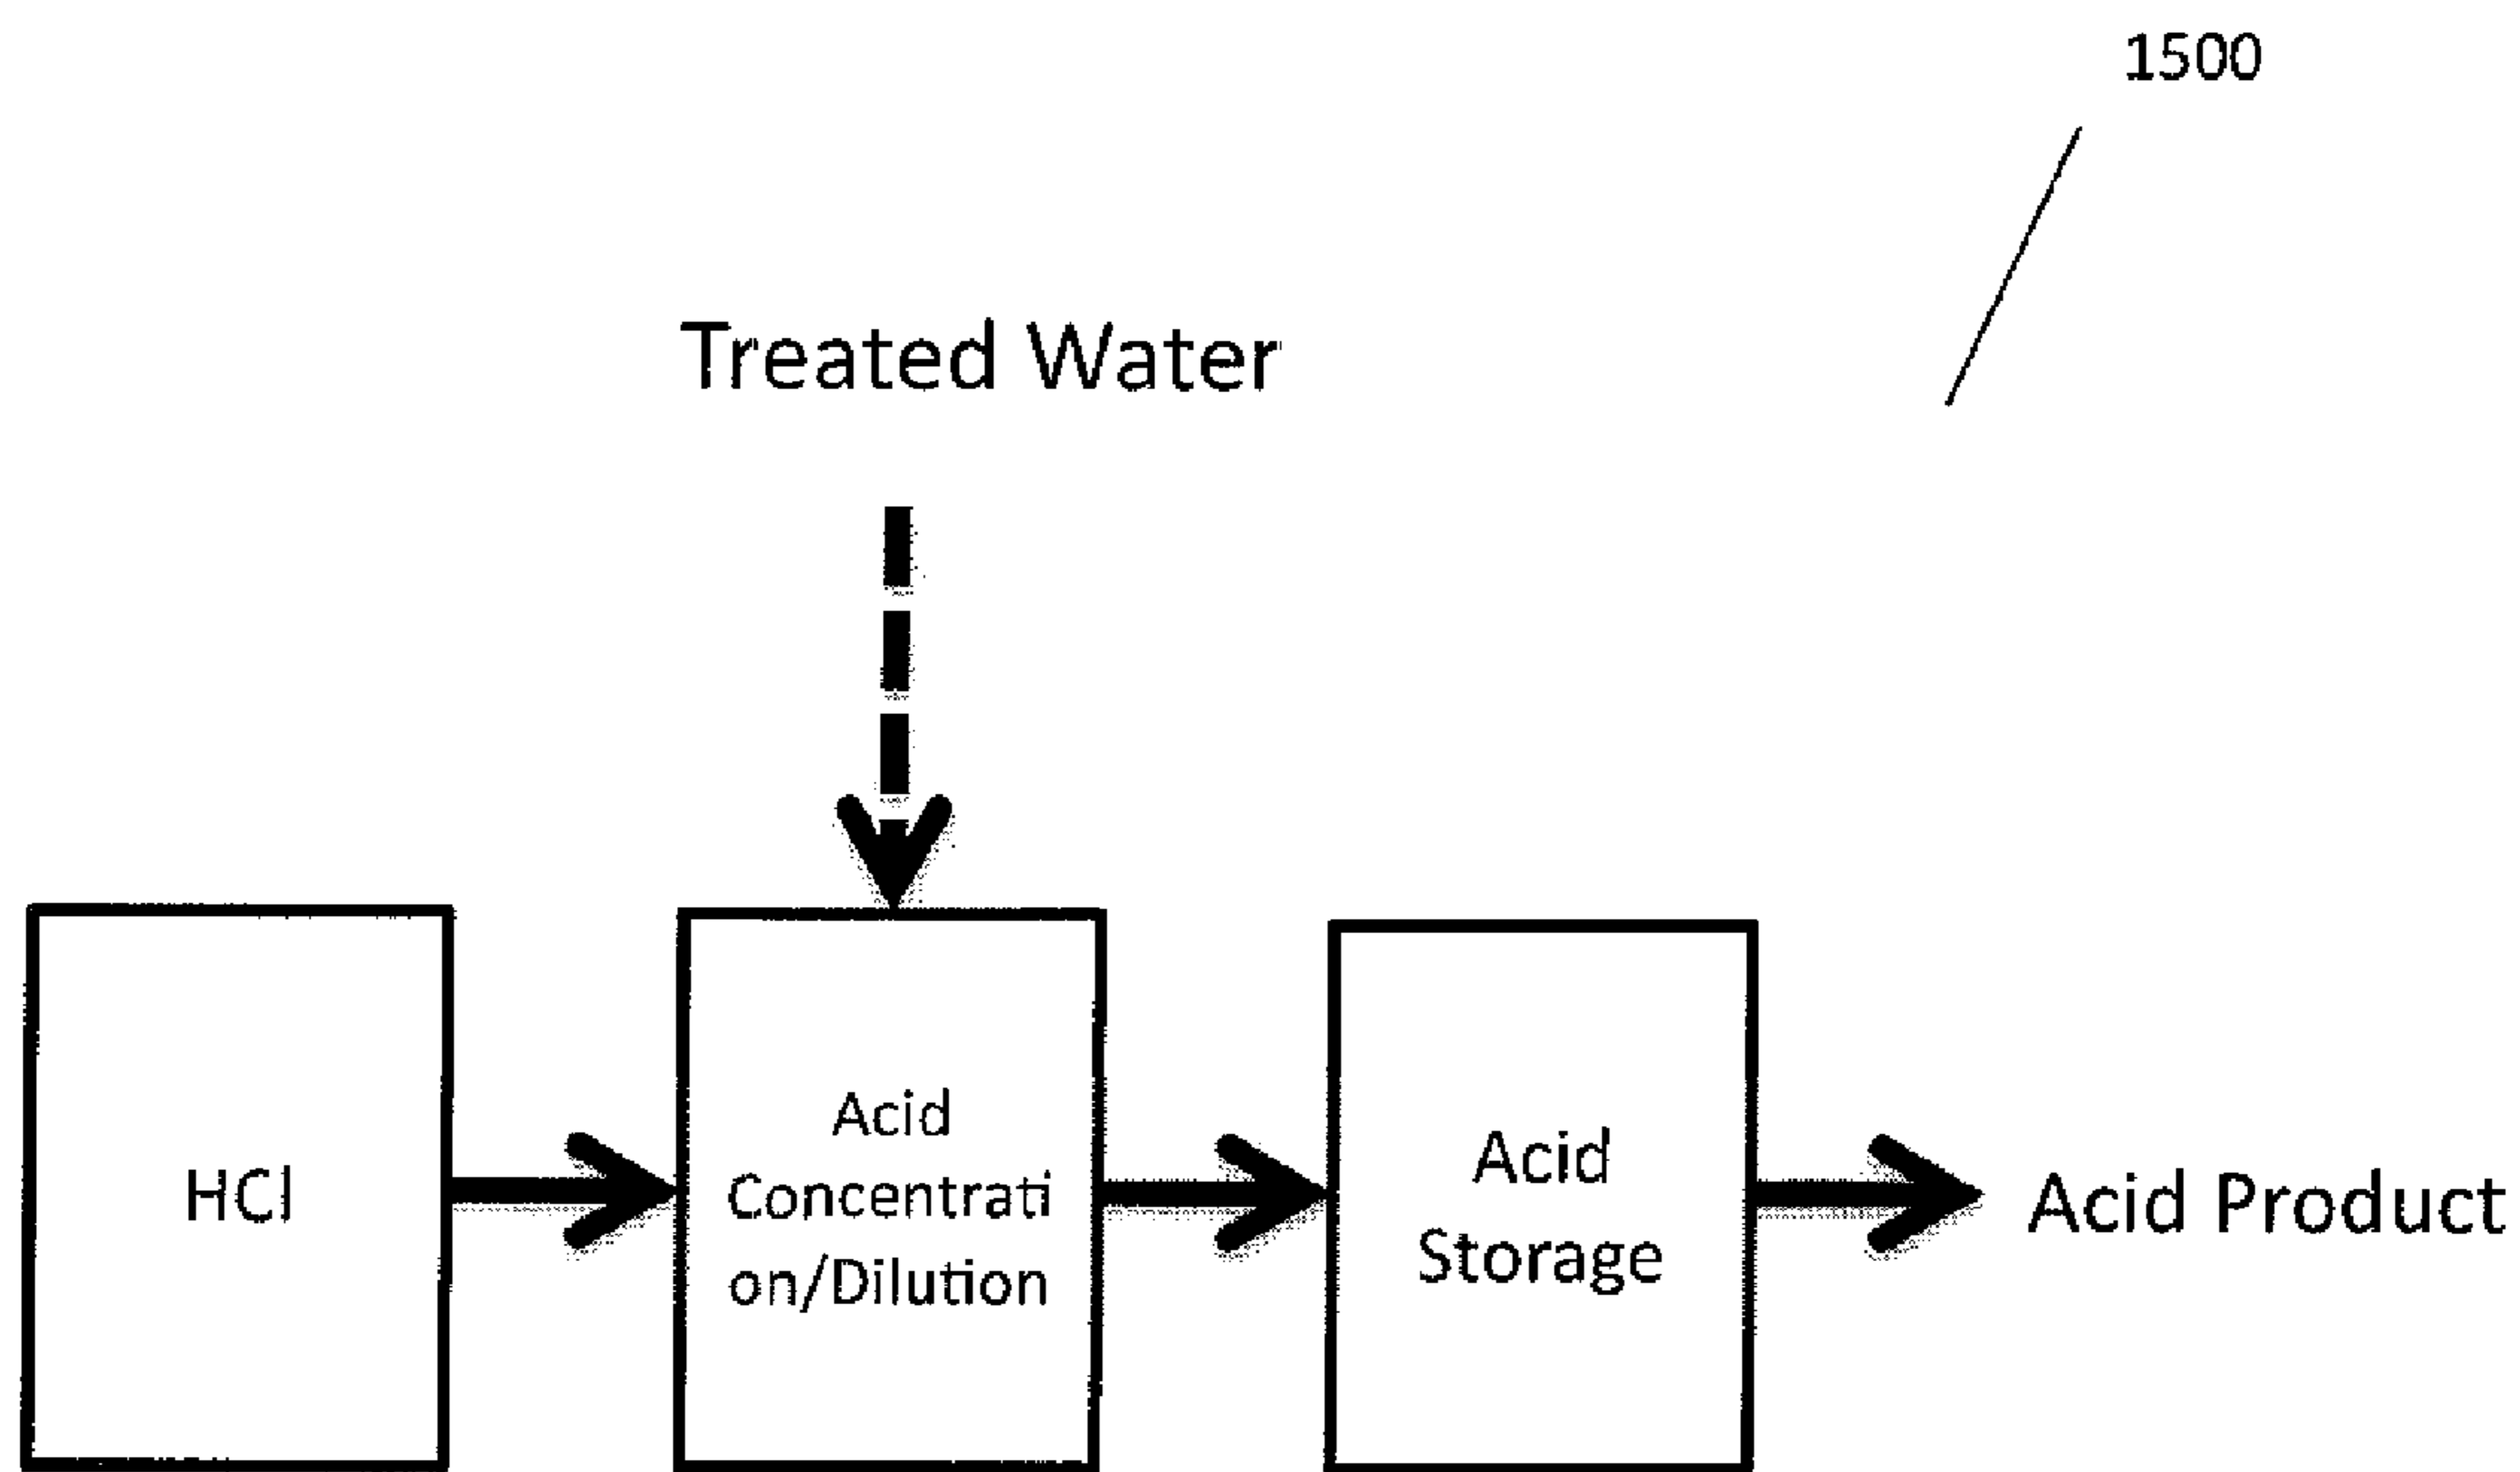 1500
Treated Water
HCl
Acid
Concentrati
on/Dilution
Acid
Storage
Acid Product